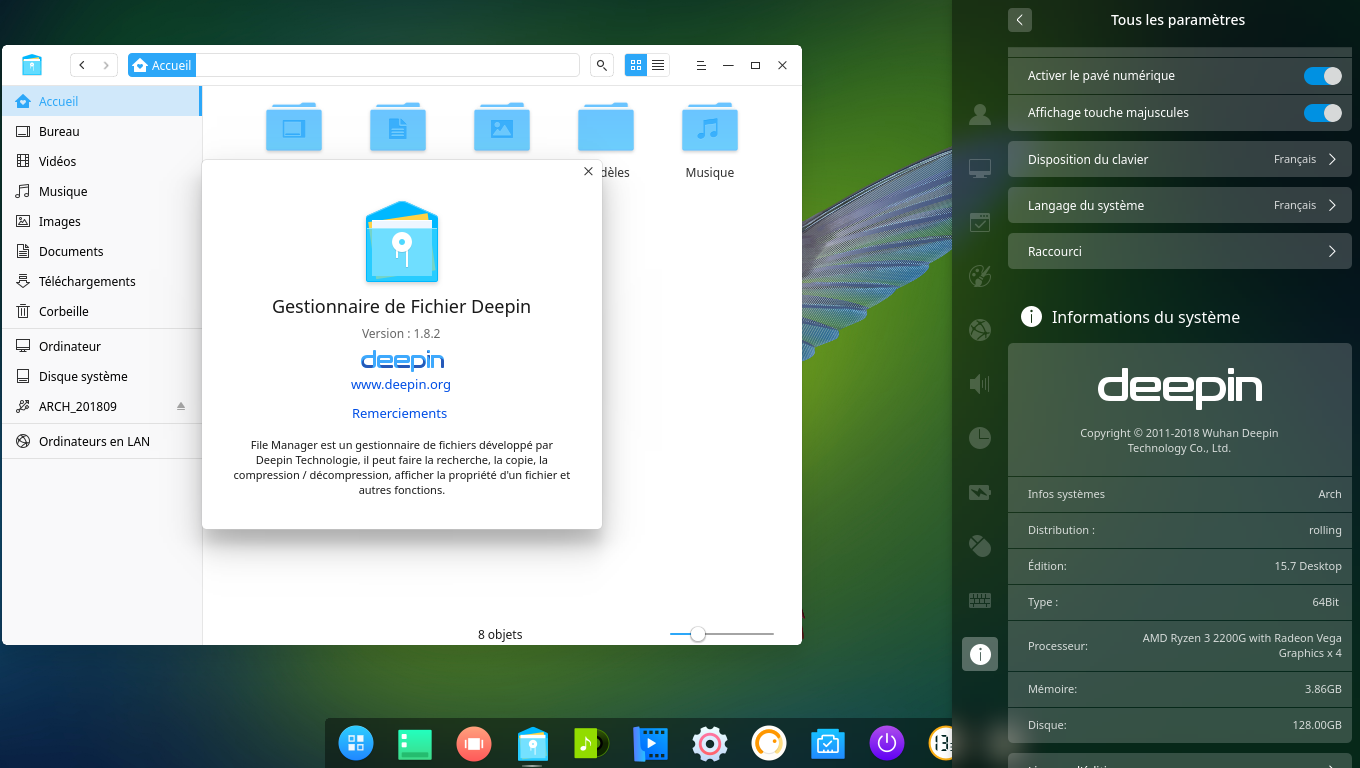 Accueil
Accueil
Bureau
Vidéos
Musique
Images
Documents
Téléchargements
Corbeille
Ordinateur
Disque système
ARCH_201809
Ordinateurs en LAN
dèles
Musique
Gestionnaire de Fichier Deepin
Version : 1.8.2
deepin
www.deepin.org
Remerciements
File Manager est un gestionnaire de fichiers développé par
Deepin Technologie, il peut faire la recherche, la copie, la
compression / décompression, afficher la propriété d'un fichier et
autres fonctions.
8 objets
Tous les paramètres
Activer le pavé numérique
Affichage touche majuscules
Disposition du clavier Français
Langage du système Français
Raccourci
Informations du système
deepin
Copyright © 2011-2018 Wuhan Deepin
Technology Co., Ltd.
Infos systèmes Arch
Distribution : rolling
Édition: 15.7 Desktop
Type : 64Bit
Processeur: AMD Ryzen 3 2200G with Radeon Vega
Graphics x 4
Mémoire: 3.86GB
Disque: 128.00GB